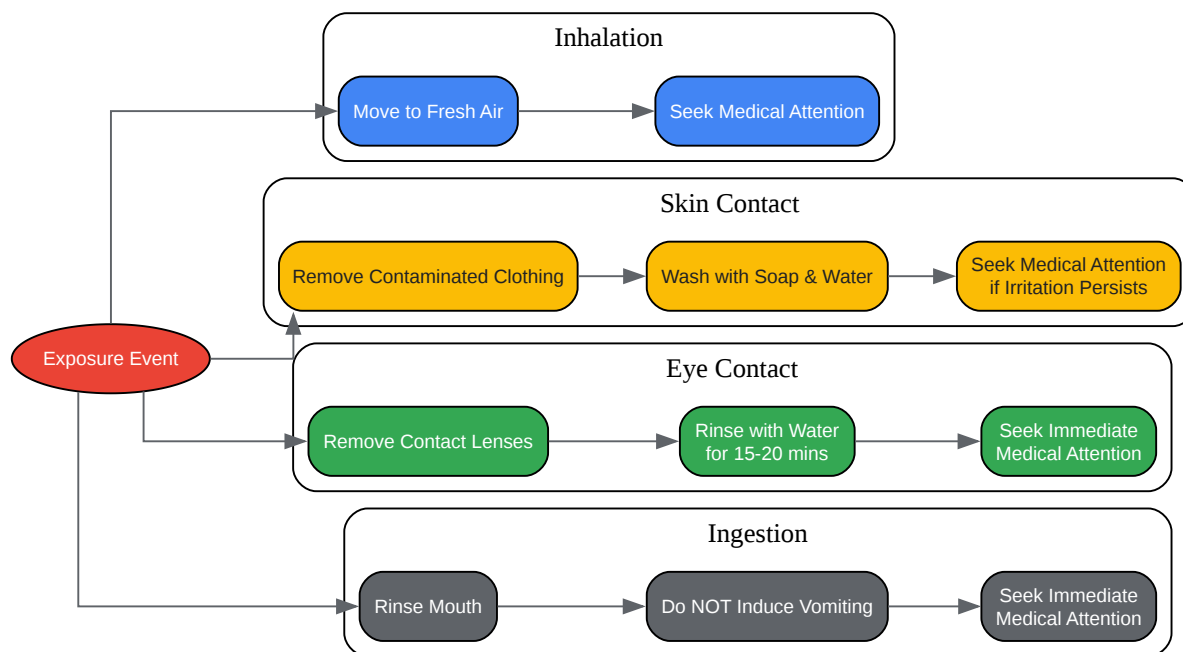 Inhalation
Move to Fresh Air
Seek Medical Attention
Skin Contact
Remove Contaminated Clothing
Wash with Soap & Water
Seek Medical Attention
if Irritation Persists
Exposure Event
Eye Contact
Remove Contact Lenses
Rinse with Water
for 15-20 mins
Seek Immediate
Medical Attention
Ingestion
Rinse Mouth
Do NOT Induce Vomiting
Seek Immediate
Medical Attention